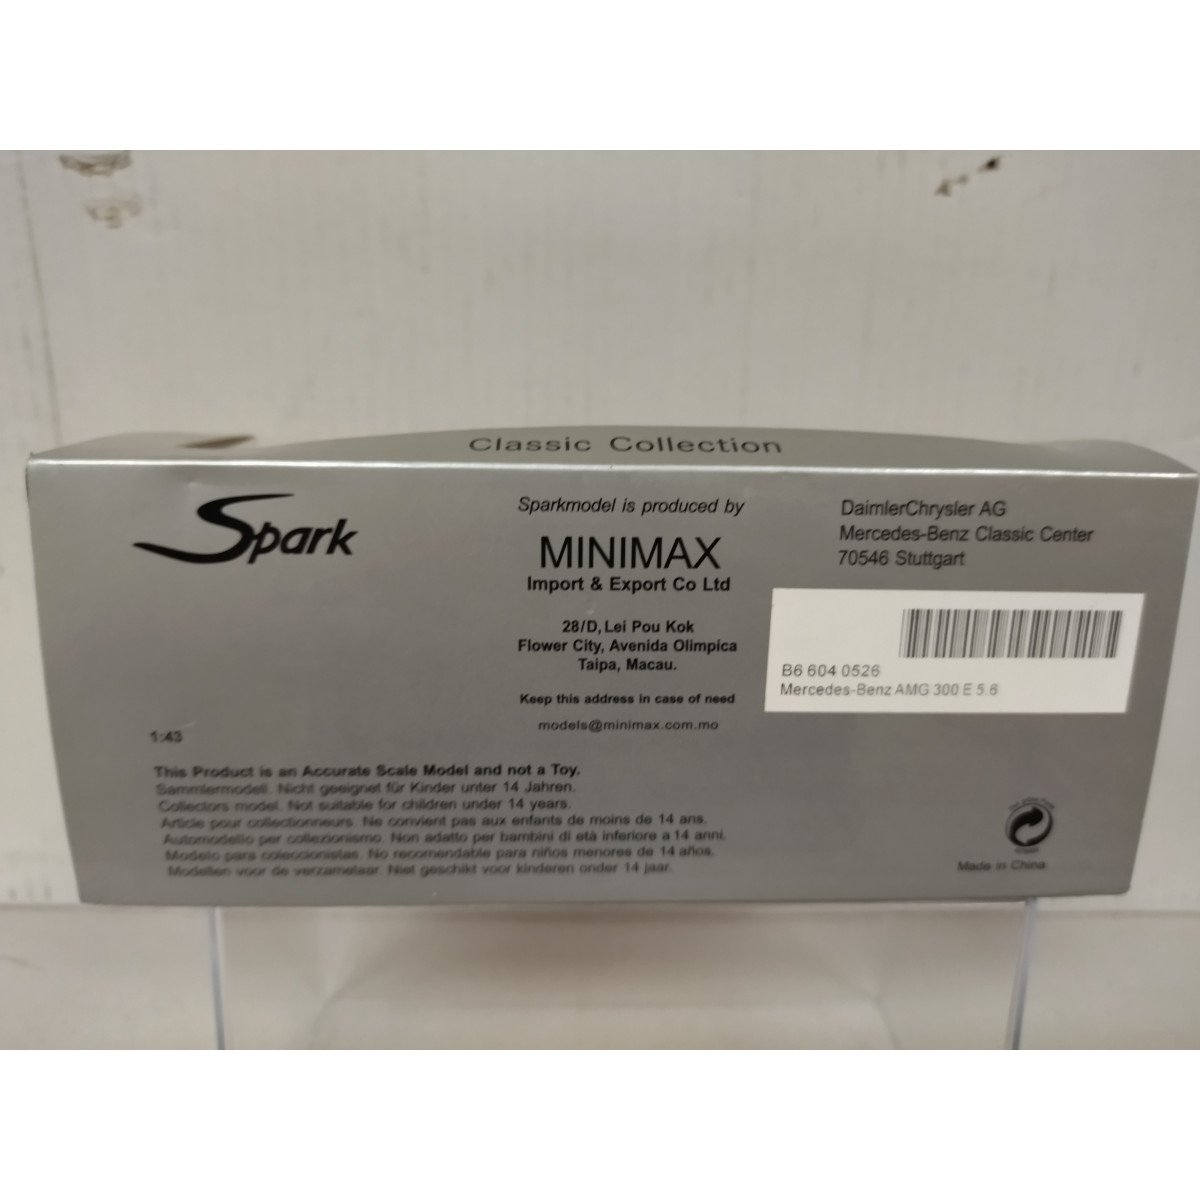 Classic Collection
Spark
Sparkmodel is produced by
MINIMAX
Import & Export Co Ltd
28/D, Lei Pou Kok
Flower City, Avenida Olimpica
Taipa, Macau.
Keep this address in case of need
models@minimax.com.mo
DaimlerChrysler AG
Mercedes-Benz Classic Center
70546 Stuttgart
B6 604 0526
Mercedes-Benz AMG 300 E 5.6
1:43
This Product is an Accurate Scale Model and not a Toy.
Sammlermodell. Nicht geeignet für Kinder unter 14 Jahren.
Collectors model. Not suitable for children under 14 years.
Article pour collectionneurs. Ne convient pas aux enfants de moins de 14 ans.
Automodello per collezionismo. Non adatto per bambini di età inferiore a 14 anni.
Modelo para coleccionistas. No recomendable para niños menores de 14 años.
Modellen voor de verzamelaar. Niet geschikt voor kinderen onder 14 jaar.
Made in China